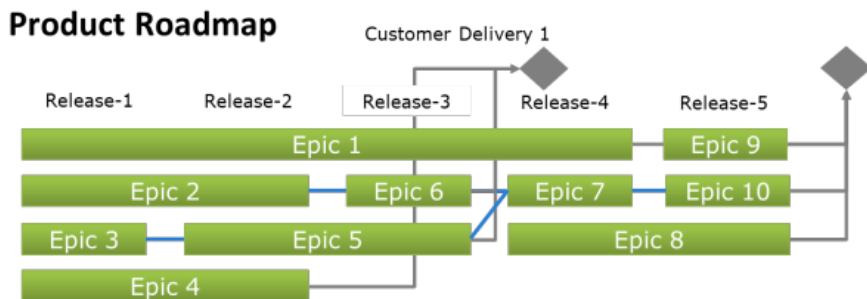 Product Roadmap
Customer Delivery 1
Release-1 Release-2 Release-3 Release-4 Release-5
Epic 1 Epic 9
Epic 2 Epic 6 Epic 7 Epic 10
Epic 3 Epic 5 Epic 8
Epic 4